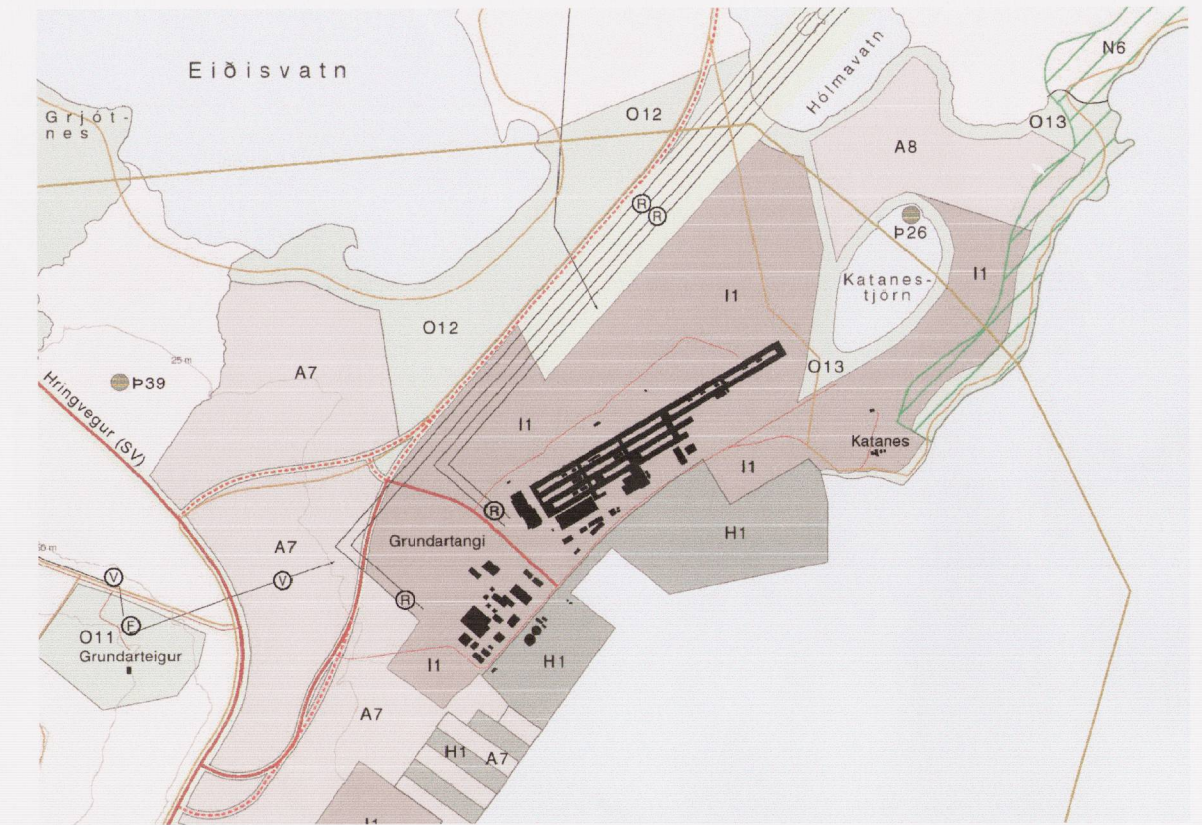 N6
Eiðisvatn
Hólmavatn
Grjót-
nes
O12
O13
A8
R
R
Þ26
I1
Katanes-
tjörn
I1
O12
25 m
A7
Þ39
O13
Hringvegur (SV)
I1
Katanes
I1
R
H1
Grundartangi
A7
V
V
R
F
O11
Grundarteigur
I1
H1
A7
H1
A7
I1